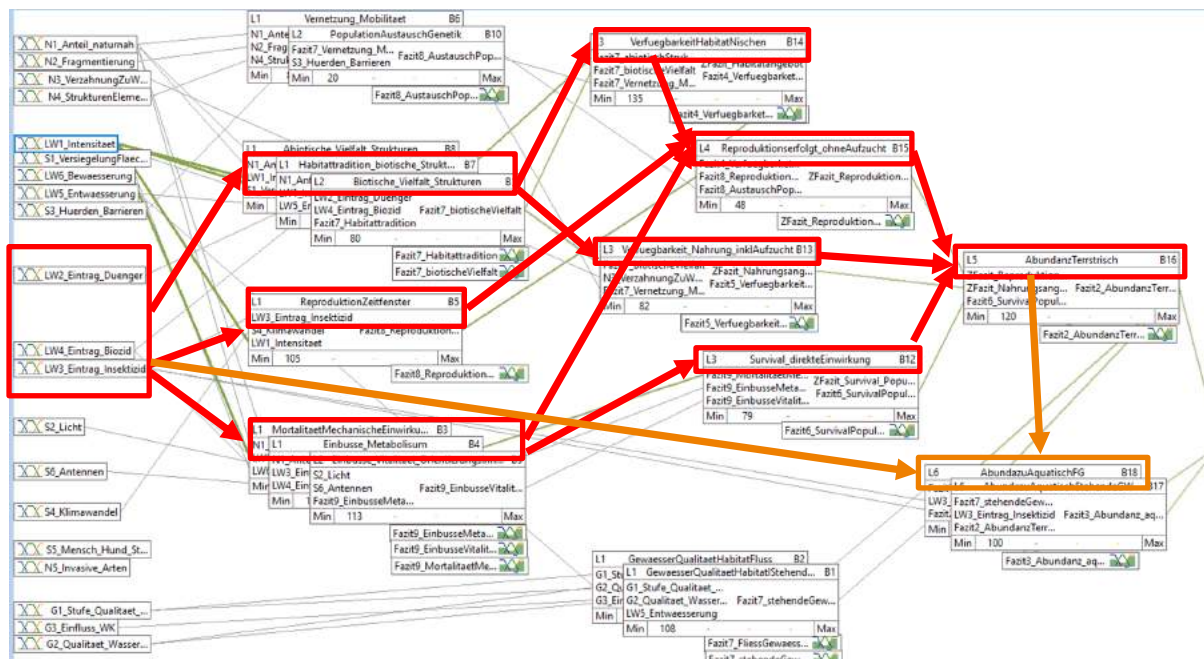 N1_Anteil_naturnah
N2_Fragmentierung
N3_VerzahnungZuW...
N4_StrukturenEleme...
LW1_Intensitaet
S1_VersiegelungFlaec...
LW6_Bewaesserung
LW5_Entwaesserung
S3_Huerden_Barrieren
LW2_Eintrag_Duenger
LW4_Eintrag_Biozid
LW3_Eintrag_Insektizid
S2_Licht
S6_Antennen
S4_Klimawandel
S5_Mensch_Hund_St...
N5_Invasive_Arten
G1_Stufe_Qualitaet_...
G3_Einfluss_WK
G2_Qualitaet_Wasser...
L1 Vernetzung_Mobilitaet B6
L2 PopulationAustauschGenetik B10
Fazit7_Vernetzung_M...
S3_Huerden_Barrieren
Fazit8_AustauschPop...
Min 20 - - - Max
Fazit8_AustauschPop...
B8
L1 Habitattradition_biotische_Strukt... B7
L2 Biotische_Vielfalt_Strukturen
LW2_Eintrag_Duenger
LW4_Eintrag_Biozid Fazit7_biotischeVielfalt
Fazit7_Habitattradition
Min 80 - - - Max
Fazit7_Habitattradition
Fazit7_biotischeVielfalt
L1 ReproduktionZeitfenster B5
LW3_Eintrag_Insektizid
S4_Klimawandel Fazit8_Reproduktion...
LW1_Intensitaet
Min 105 - - - Max
Fazit8_Reproduktion...
L1 MortalitaetMechanischeEinwirku... B3
L1 Einbusse_Metabolisum B4
S2_Licht
S6_Antennen Fazit9_EinbusseVitalit...
Fazit9_EinbusseMeta...
Min 113 - - - Max
Fazit9_EinbusseMeta...
Fazit9_EinbusseVitalit...
Fazit9_MortalitaetMe...
L1 GewaesserQualitaetHabitatFluss B2
L1 GewaesserQualitaetHabitatlStehend... B1
G1_Stufe_Qualitaet_...
G2_Qualitaet_Wasser... Fazit7_stehendeGew...
LW5_Entwaesserung
Min 108 - - - Max
Fazit7_FliessGewaess...
Fazit7_stehendeGew...
VerfuegbarkeitHabitatNischen B14
Fazit7_biotischeVielfalt
Fazit4_Verfuegbarket...
Fazit7_Vernetzung_M...
Min 135 - - - Max
Fazit4_Verfuegbarket...
L4 Reproduktionserfolgt_ohneAufzucht B15
Fazit8_Reproduktion... ZFazit_Reproduktion...
Fazit8_AustauschPop...
Min 48 - - - Max
ZFazit_Reproduktion...
L3 Verfuegbarkeit_Nahrung_inklAufzucht B13
ZFazit_Nahrungsang...
N3_VerzahnungZuW... Fazit5_Verfuegbarkeit...
Fazit7_Vernetzung_M...
Min 82 - - - Max
Fazit5_Verfuegbarkeit...
L3 Survival_direkteEinwirkung B12
Fazit9_EinbusseMeta... ZFazit_Survival_Popu...
Fazit9_EinbusseVitalit... Fazit6_SurvivalPopul...
Min 79 - - - Max
Fazit6_SurvivalPopul...
L5 AbundanzTerrstrisch B16
ZFazit_Nahrungsang... Fazit2_AbundanzTerr...
Fazit6_SurvivalPopul...
Min 120 - - - Max
Fazit2_AbundanzTerr...
L6 AbundazuAquatischFG B18
B17
Fazit7_stehendeGew...
LW3_Eintrag_Insektizid Fazit3_Abundanz_aq...
Fazit2_AbundanzTerr...
Min 100 - - - Max
Fazit3_Abundanz_aq...